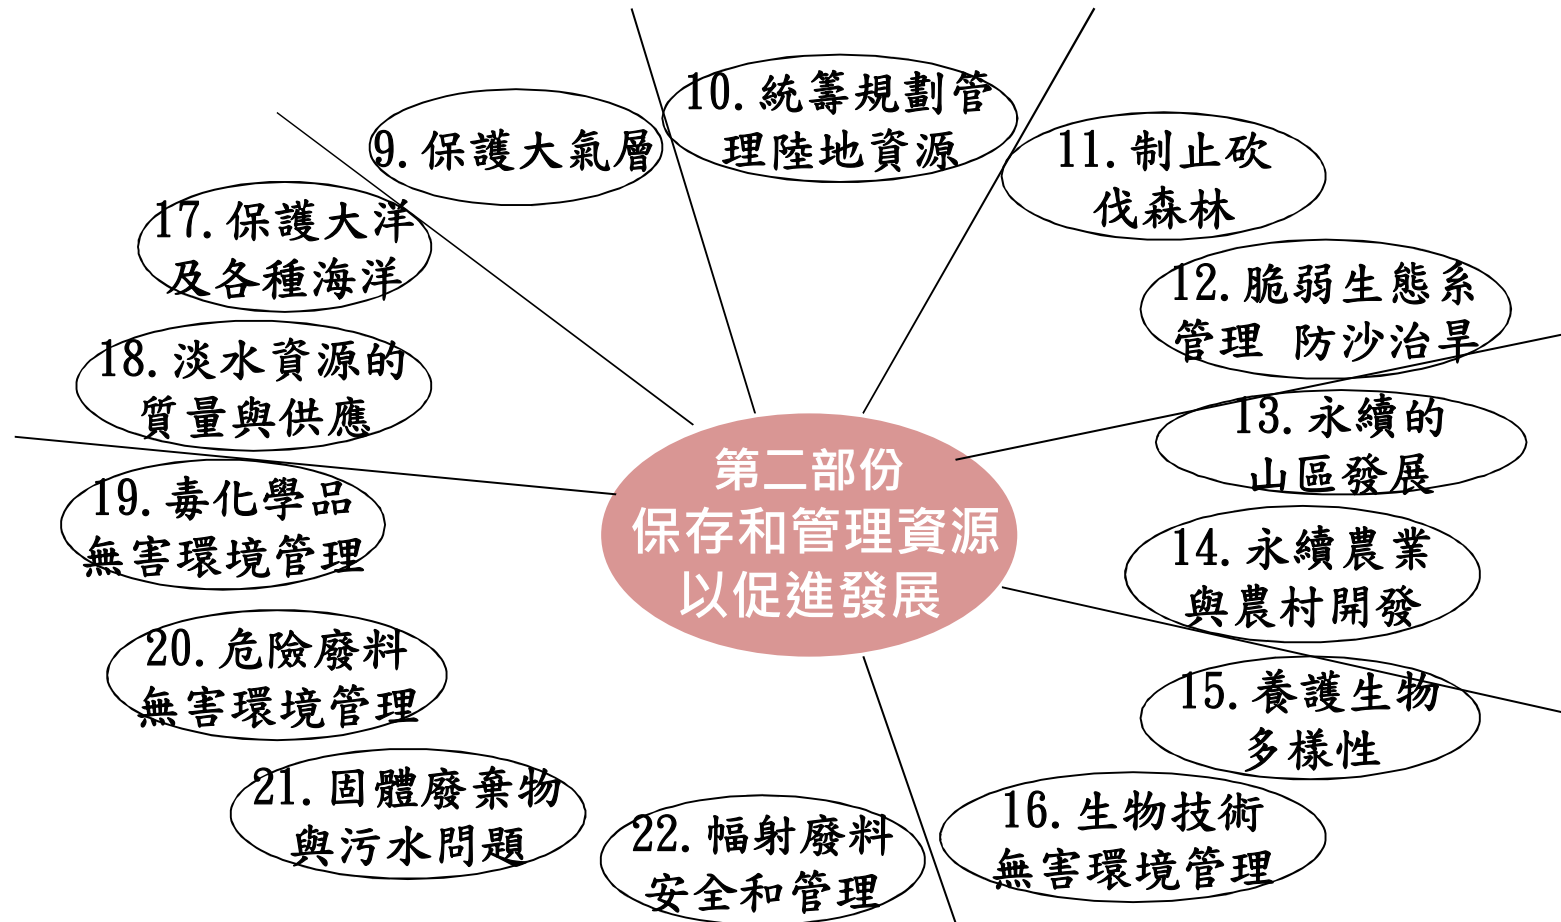 第二部份
保存和管理資源
以促進發展
9.保護大氣層
10.統籌規劃管
理陸地資源
11.制止砍
伐森林
12.脆弱生態系
管理 防沙治旱
13.永續的
山區發展
14.永續農業
與農村開發
15.養護生物
多樣性
16.生物技術
無害環境管理
17.保護大洋
及各種海洋
18.淡水資源的
質量與供應
19.毒化學品
無害環境管理
20.危險廢料
無害環境管理
21.固體廢棄物
與污水問題
22.幅射廢料
安全和管理